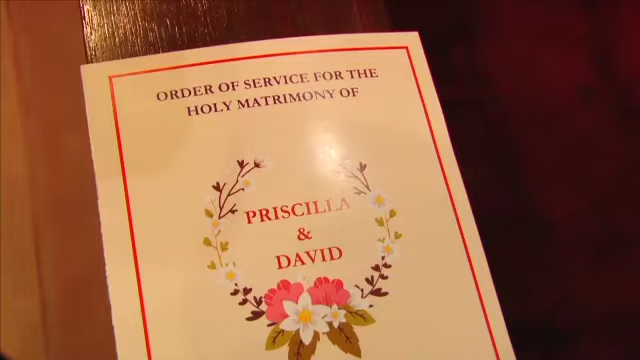 ORDER OF SERVICE FOR THE
HOLY MATRIMONY OF
PRISCILLA
&
DAVID